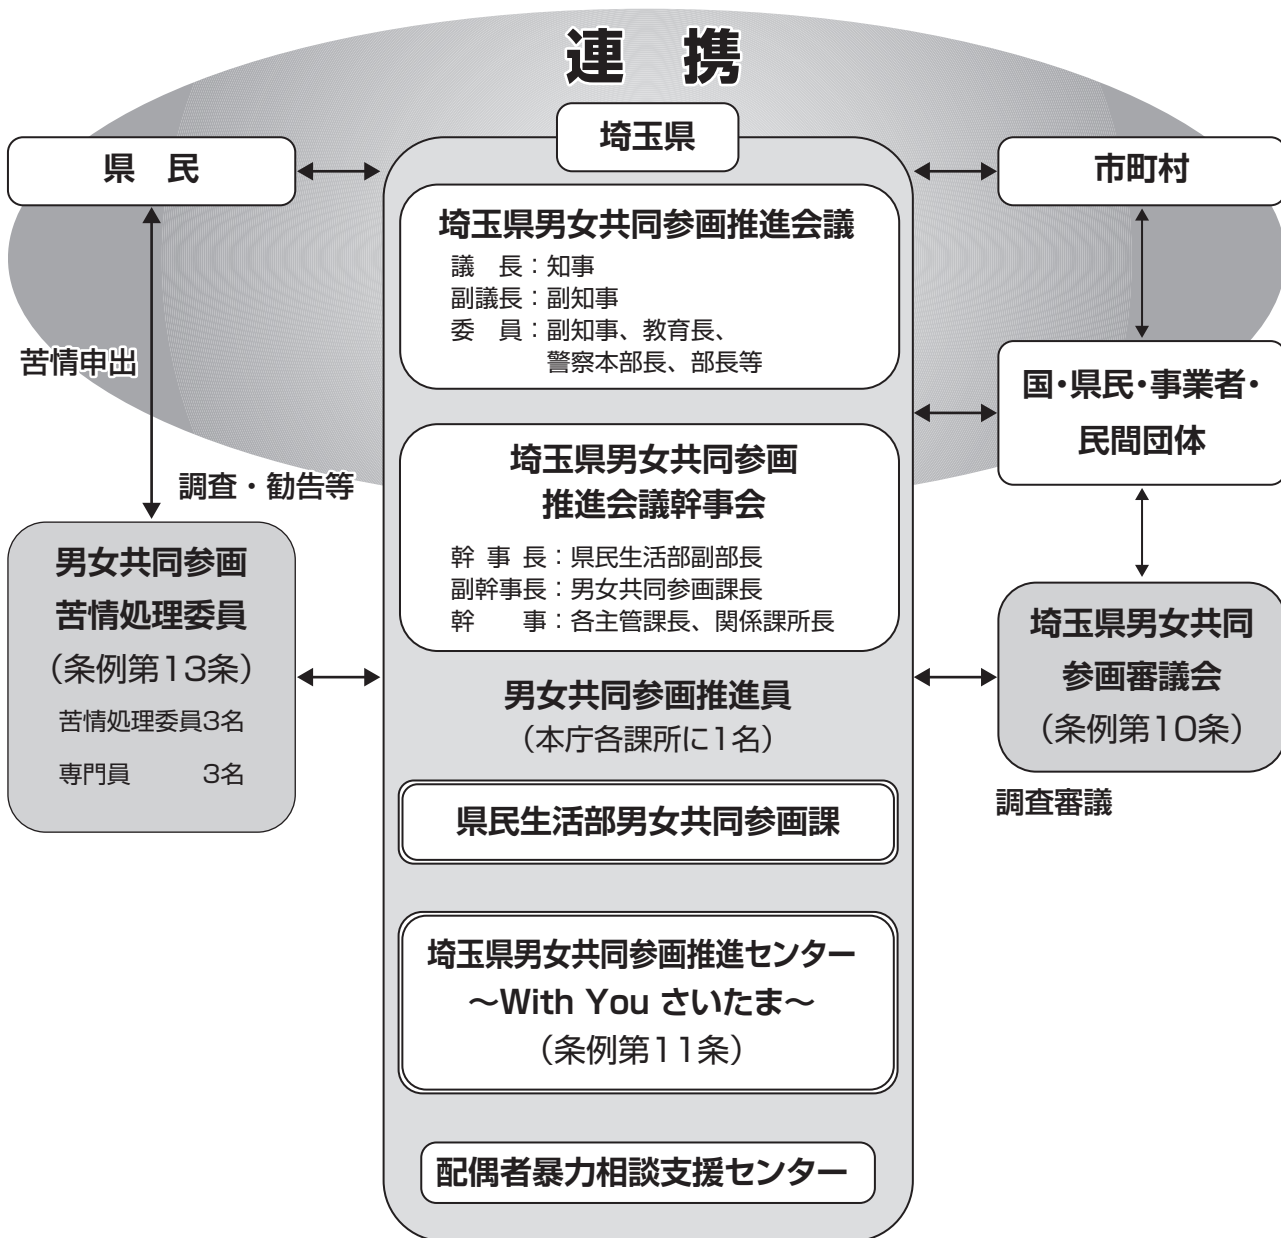 連 携
埼玉県
県 民
市町村
埼玉県男女共同参画推進会議
議 長：知事
副議長：副知事
委 員：副知事、教育長、
警察本部長、部長等
苦情申出
国・県民・事業者・
民間団体
埼玉県男女共同参画
推進会議幹事会
幹 事 長：県民生活部副部長
副幹事長：男女共同参画課長
幹 事：各主管課長、関係課所長
調査・勧告等
男女共同参画
苦情処理委員
（条例第13条）
苦情処理委員3名
専門員 3名
埼玉県男女共同
参画審議会
（条例第10条）
調査審議
男女共同参画推進員
（本庁各課所に1名）
県民生活部男女共同参画課
埼玉県男女共同参画推進センター
～With You さいたま～
（条例第11条）
配偶者暴力相談支援センター